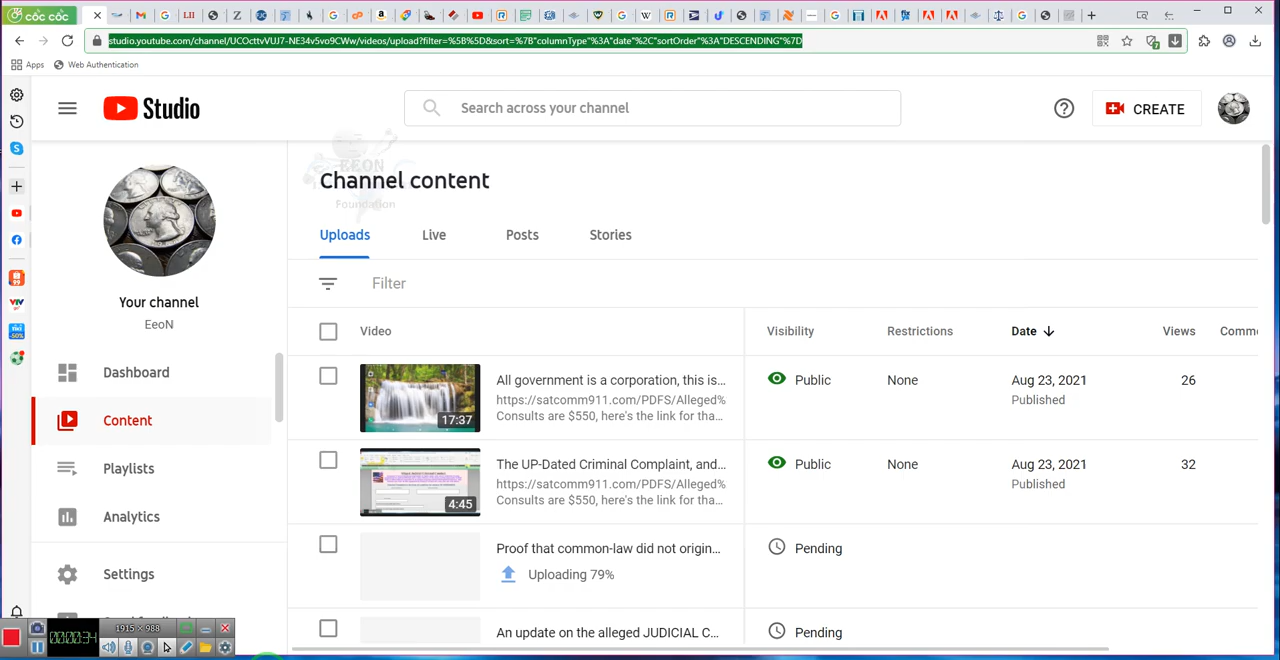 cốc cốc
studio.youtube.com/channel/UCOcttvVUJ7-NE34v5vo9CWw/videos/upload?filter=%5B%5D&sort=%7B"columnType"%3A"date"%2C"sortOrder"%3A"DESCENDING"%7D
Apps Web Authentication
Studio
Search across your channel
CREATE
EEON
Foundation
Channel content
Uploads Live Posts Stories
Filter
Your channel
EeoN
Dashboard
Content
Playlists
Analytics
Settings
Video Visibility Restrictions Date Views Comme
All government is a corporation, this is...
https://satcomm911.com/PDFS/Alleged%
Consults are $550, here's the link for tha...
17:37
Public None Aug 23, 2021 26
Published
The UP-Dated Criminal Complaint, and...
https://satcomm911.com/PDFS/Alleged%
Consults are $550, here's the link for tha...
4:45
Public None Aug 23, 2021 32
Published
Proof that common-law did not origin...
Uploading 79%
Pending
An update on the alleged JUDICIAL C...
Pending
1915 x 988
00:00:34